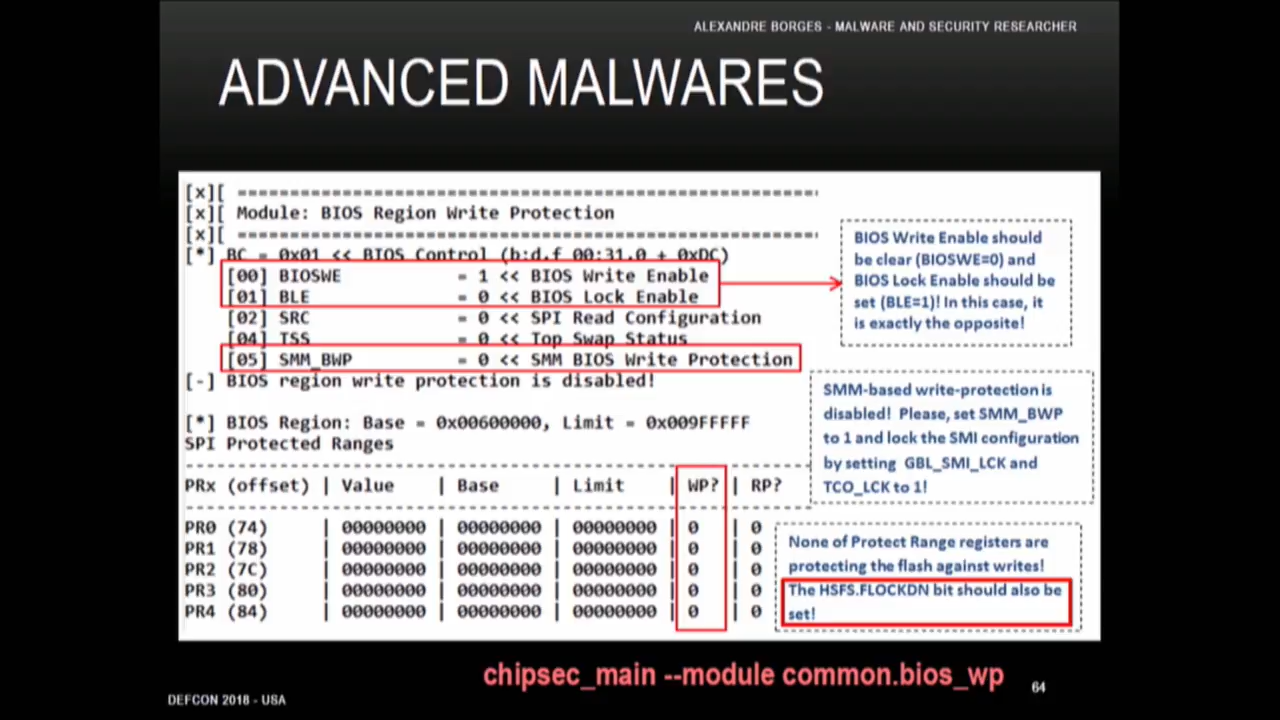 ALEXANDRE BORGES - MALWARE AND SECURITY RESEARCHER
ADVANCED MALWARES
[x][ =======================================================
[x][ Module: BIOS Region Write Protection
[x][ =======================================================
[*] BC = 0x01 << BIOS Control (b:d.f 00:31.0 + 0xDC)
[00] BIOSWE = 1 << BIOS Write Enable
[01] BLE = 0 << BIOS Lock Enable
[02] SRC = 0 << SPI Read Configuration
[04] TSS = 0 << Top Swap Status
[05] SMM_BWP = 0 << SMM BIOS Write Protection
[-] BIOS region write protection is disabled!
[*] BIOS Region: Base = 0x00600000, Limit = 0x009FFFFF
SPI Protected Ranges
------------------------------------------------------------
PRx (offset) | Value | Base | Limit | WP? | RP?
------------------------------------------------------------
PR0 (74) | 00000000 | 00000000 | 00000000 | 0 | 0
PR1 (78) | 00000000 | 00000000 | 00000000 | 0 | 0
PR2 (7C) | 00000000 | 00000000 | 00000000 | 0 | 0
PR3 (80) | 00000000 | 00000000 | 00000000 | 0 | 0
PR4 (84) | 00000000 | 00000000 | 00000000 | 0 | 0
BIOS Write Enable should
be clear (BIOSWE=0) and
BIOS Lock Enable should be
set (BLE=1)! In this case, it
is exactly the opposite!
SMM-based write-protection is
disabled! Please, set SMM_BWP
to 1 and lock the SMI configuration
by setting GBL_SMI_LCK and
TCO_LCK to 1!
None of Protect Range registers are
protecting the flash against writes!
The HSFS.FLOCKDN bit should also be
set!
chipsec_main --module common.bios_wp
64
DEFCON 2018 - USA